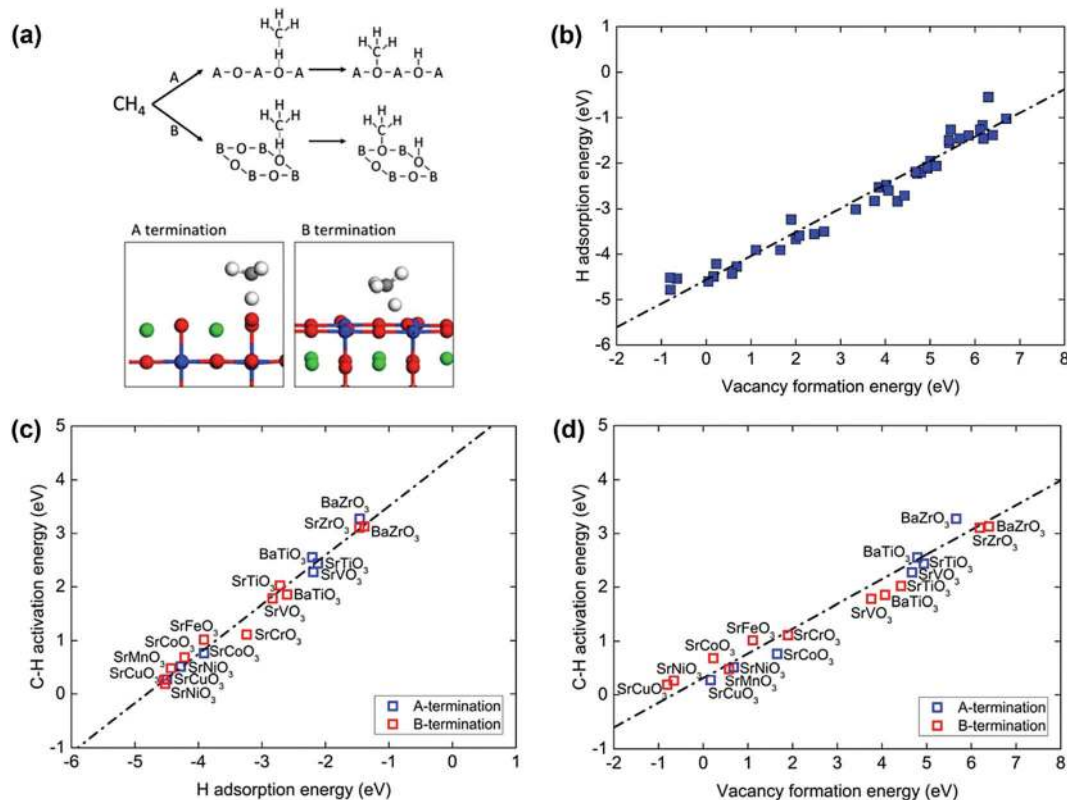 (a)
H
H-C-H
H
A-O-A-O-A
H
H-C-H
H
A-O-A-O-A
CH4
A
B
H
H-C-H
H
B-O-B
O
O
O
B-O-B
H
H-C-H
H
B-O-B
O
O
O
B-O-B
A termination
B termination
(b)
H adsorption energy (eV)
1
0
-1
-2
-3
-4
-5
-6
-2
-1
0
1
2
3
4
5
6
7
8
Vacancy formation energy (eV)
(c)
C-H activation energy (eV)
5
4
3
2
1
0
-1
BaZrO3
SrZrO3
BaZrO3
BaTiO3
SrTiO3
SrVO3
SrTiO3
BaTiO3
SrVO3
SrFeO3
SrCrO3
SrCoO3
SrCoO3
SrMnO3
SrNiO3
SrCuO3
SrCuO3
SrNiO3
A-termination
B-termination
-6
-5
-4
-3
-2
-1
0
1
H adsorption energy (eV)
(d)
C-H activation energy (eV)
5
4
3
2
1
0
-1
BaZrO3
BaZrO3
SrZrO3
BaTiO3
SrTiO3
SrVO3
SrTiO3
BaTiO3
SrVO3
SrFeO3
SrCrO3
SrCoO3
SrCoO3
SrNiO3
SrNiO3
SrMnO3
SrCuO3
SrCuO3
A-termination
B-termination
-2
-1
0
1
2
3
4
5
6
7
8
Vacancy formation energy (eV)